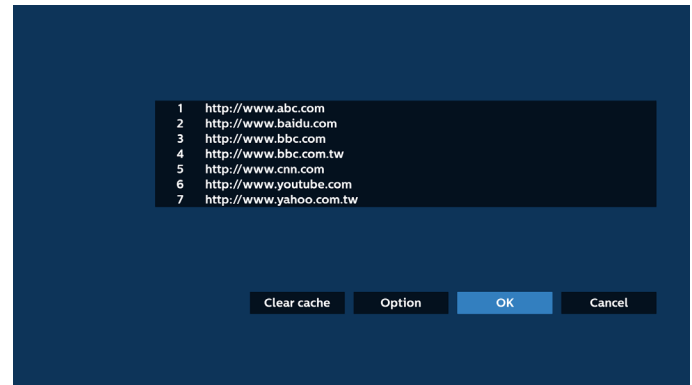 1 http://www.abc.com
2 http://www.baidu.com
3 http://www.bbc.com
4 http://www.bbc.com.tw
5 http://www.cnn.com
6 http://www.youtube.com
7 http://www.yahoo.com.tw
Clear cache Option OK Cancel